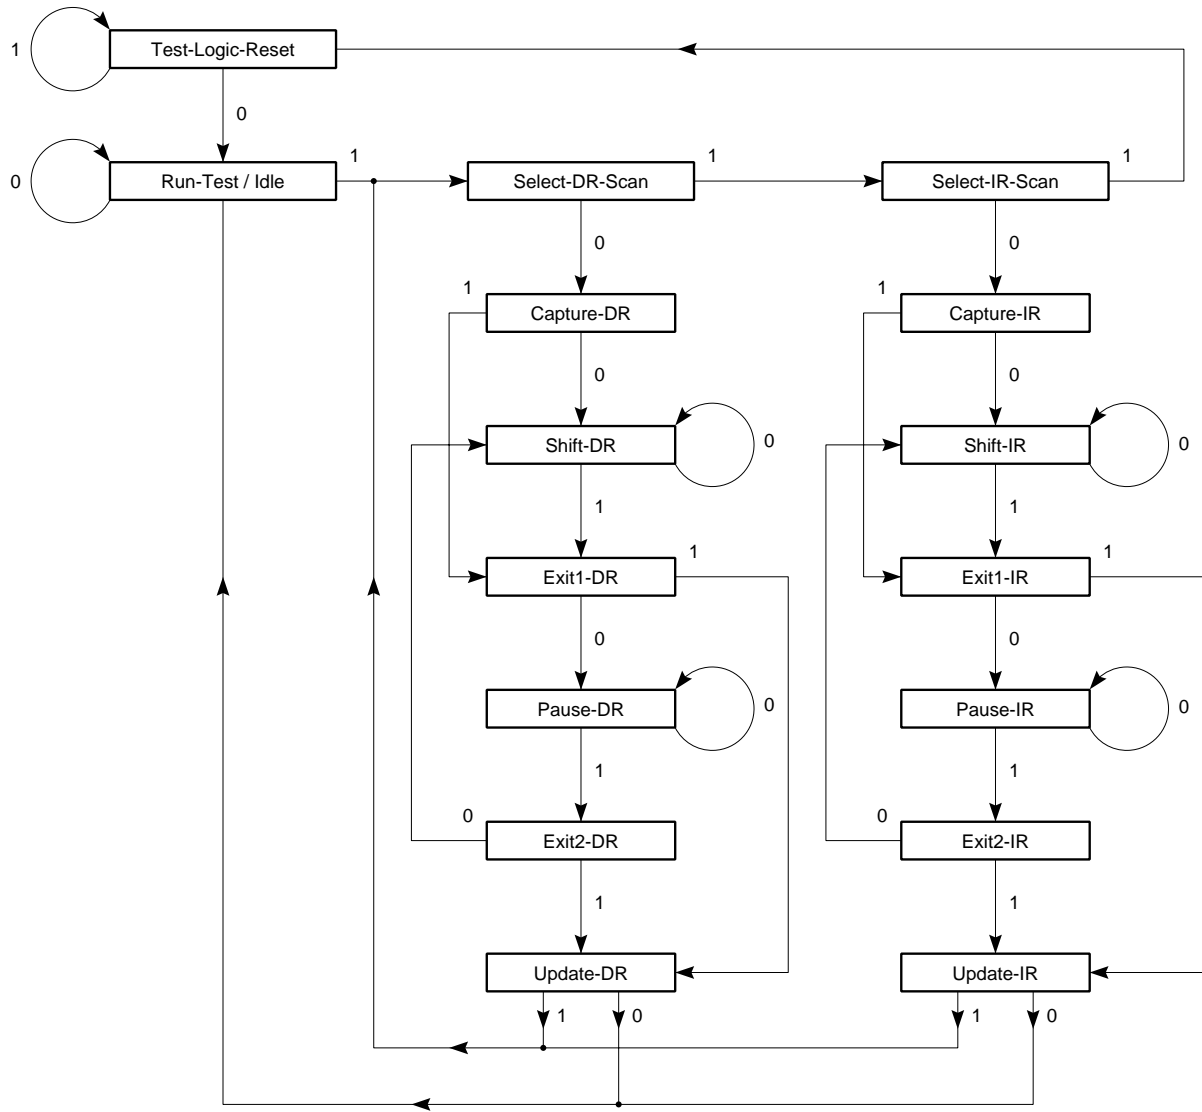 1
Test-Logic-Reset
0
0
Run-Test / Idle
1
Select-DR-Scan
1
Select-IR-Scan
1
0
0
1
Capture-DR
1
Capture-IR
0
0
Shift-DR
0
Shift-IR
0
1
1
Exit1-DR
1
Exit1-IR
1
0
0
Pause-DR
0
Pause-IR
0
1
1
0
Exit2-DR
0
Exit2-IR
1
1
Update-DR
Update-IR
1
0
1
0